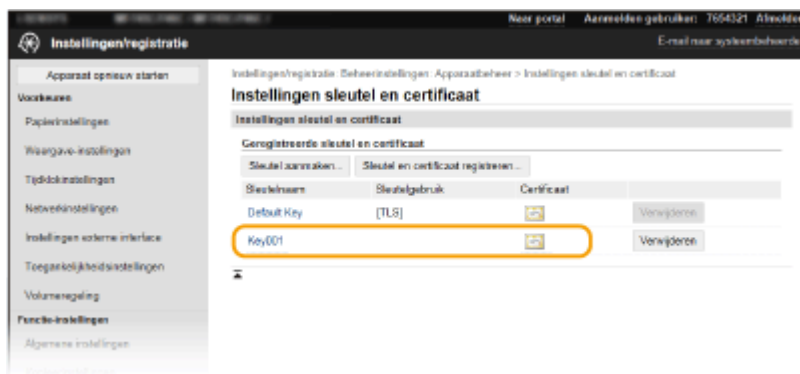 Naar portal Aanmelden gebruiker: 7654321 Afmelden
Instellingen/registratie
E-mail naar systeembeheerde
Apparaat opnieuw starten
Instellingen/registratie: Beheerinstellingen: Apparaatbeheer > Instellingen sleutel en certificaat
Voorkeuren
Instellingen sleutel en certificaat
Papierinstellingen
Instellingen sleutel en certificaat
Weergave-instellingen
Geregistreerde sleutel en certificaat
Sleutel aanmaken... Sleutel en certificaat registreren...
Tijdklokinstellingen
Sleutelnaam Sleutelgebruik Certificaat
Netwerkinstellingen
Default Key [TLS] Verwijderen
Instellingen externe interface
Key001 Verwijderen
Toegankelijkheidsinstellingen
Volumeregeling
Functie-instellingen
Algemene instellingen